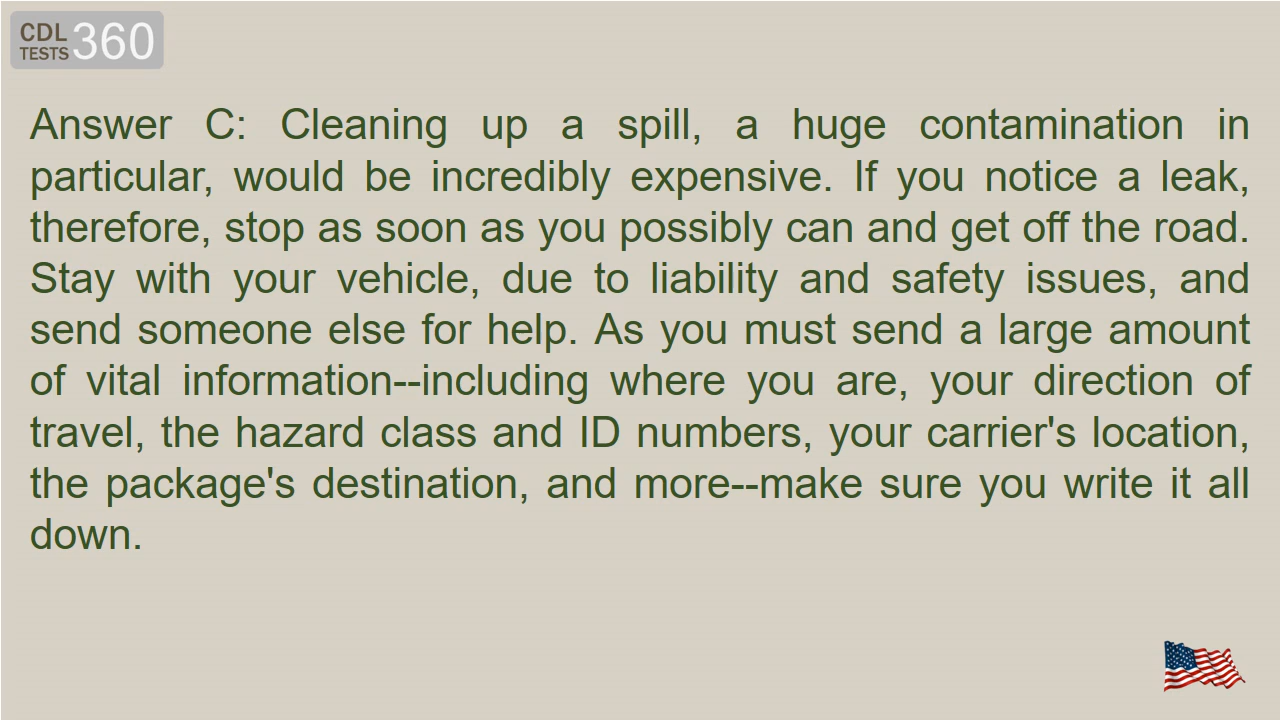 CDL
TESTS 360
Answer C: Cleaning up a spill, a huge contamination in
particular, would be incredibly expensive. If you notice a leak,
therefore, stop as soon as you possibly can and get off the road.
Stay with your vehicle, due to liability and safety issues, and
send someone else for help. As you must send a large amount
of vital information--including where you are, your direction of
travel, the hazard class and ID numbers, your carrier's location,
the package's destination, and more--make sure you write it all
down.